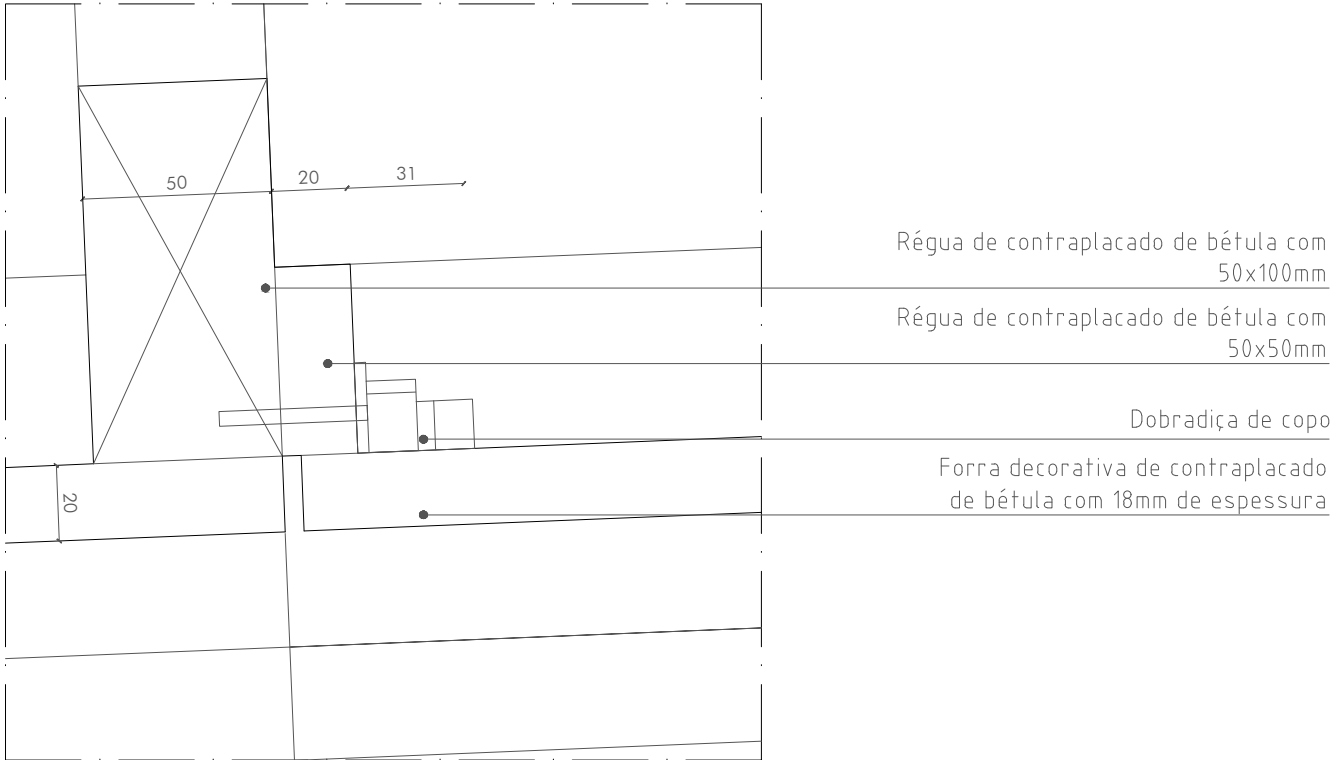 50
20
31
20
Régua de contraplacado de bétula com
50x100mm
Régua de contraplacado de bétula com
50x50mm
Dobradiça de copo
Forra decorativa de contraplacado
de bétula com 18mm de espessura